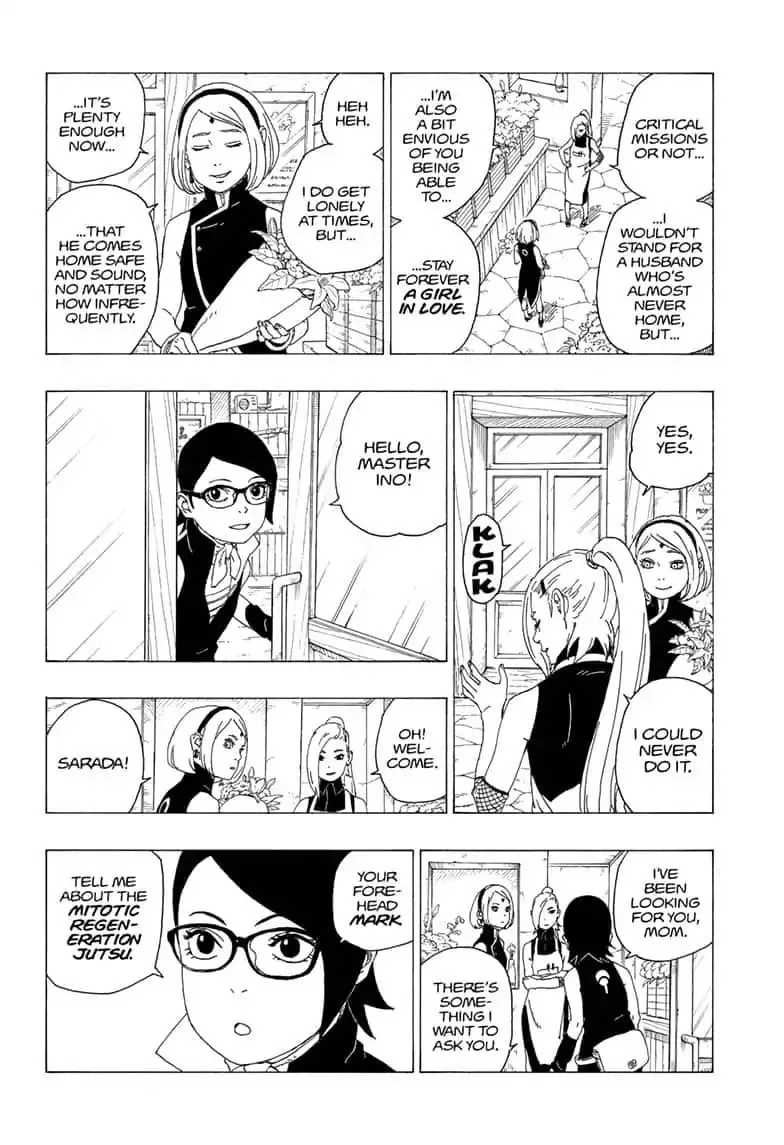 CRITICAL
MISSIONS
OR NOT...
...I
WOULDN'T
STAND FOR
A HUSBAND
WHO'S
ALMOST
NEVER
HOME,
BUT...
...I'M
ALSO
A BIT
ENVIOUS
OF YOU
BEING
ABLE
TO...
...STAY
FOREVER
A GIRL
IN LOVE.
HEH
HEH.
I DO GET
LONELY
AT TIMES,
BUT...
...IT'S
PLENTY
ENOUGH
NOW...
...THAT
HE COMES
HOME SAFE
AND SOUND,
NO MATTER
HOW INFRE-
QUENTLY.
YES,
YES.
KLAK
I COULD
NEVER
DO IT.
HELLO,
MASTER
INO!
OH!
WEL-
COME.
SARADA!
I'VE
BEEN
LOOKING
FOR YOU,
MOM.
THERE'S
SOME-
THING I
WANT TO
ASK YOU.
YOUR
FORE-
HEAD
MARK
TELL ME
ABOUT THE
MITOTIC
REGEN-
ERATION
JUTSU.